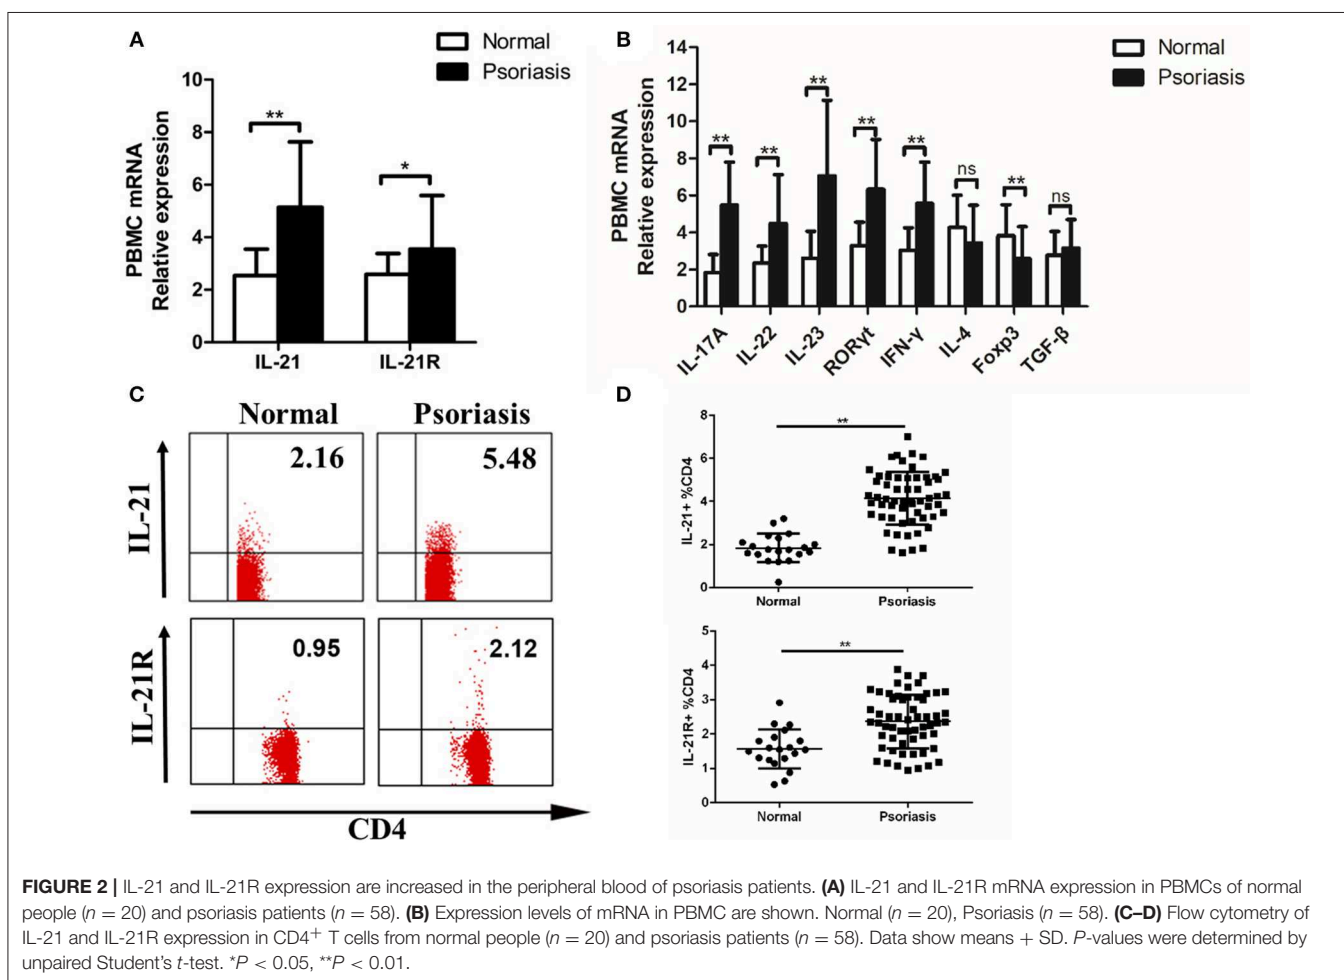 A
Normal
Psoriasis
PBMC mRNA
Relative expression
10
8
6
4
2
0
**
*
IL-21
IL-21R
B
Normal
Psoriasis
PBMC mRNA
Relative expression
14
12
10
8
6
4
2
0
**
**
**
**
**
ns
**
ns
IL-17A
IL-22
IL-23
RORγt
IFN-γ
IL-4
Foxp3
TGF-β
C
Normal
Psoriasis
IL-21
2.16
5.48
IL-21R
0.95
2.12
CD4
D
IL-21+ %CD4
8
6
4
2
0
**
Normal
Psoriasis
IL-21R+ %CD4
5
4
3
2
1
0
**
Normal
Psoriasis
FIGURE 2 | IL-21 and IL-21R expression are increased in the peripheral blood of psoriasis patients. (A) IL-21 and IL-21R mRNA expression in PBMCs of normal
people (n = 20) and psoriasis patients (n = 58). (B) Expression levels of mRNA in PBMC are shown. Normal (n = 20), Psoriasis (n = 58). (C–D) Flow cytometry of
IL-21 and IL-21R expression in CD4+ T cells from normal people (n = 20) and psoriasis patients (n = 58). Data show means + SD. P-values were determined by
unpaired Student's t-test. *P < 0.05, **P < 0.01.